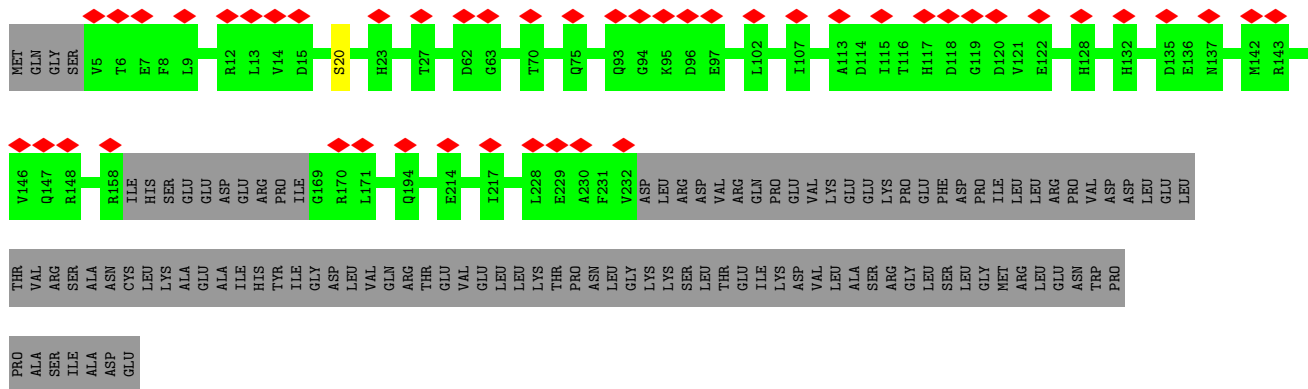 MET GLN GLY SER V5 T6 E7 F8 L9 R12 L13 V14 D15 S20 H23 T27 D62 G63 T70 Q75 Q93 G94 K95 D96 E97 L102 I107 A113 D114 I115 T116 H117 D118 G119 D120 V121 E122 H128 H132 D135 E136 N137 M142 R143
V146 Q147 R148 R158 ILE HIS SER GLU GLU ASP GLU ARG PRO ILE G169 R170 L171 Q194 E214 I217 L228 E229 A230 F231 V232 ASP LEU ARG ASP VAL ARG GLN PRO GLU VAL LYS GLU GLU LYS PRO GLU PHE ASP PRO ILE LEU LEU ARG PRO VAL ASP ASP LEU GLU LEU
THR VAL ARG SER ALA ASN CYS LEU LYS ALA GLU ALA ILE HIS TYR ILE GLY ASP LEU VAL GLN ARG THR GLU VAL GLU LEU LEU LYS THR PRO ASN LEU GLY LYS LYS SER LEU THR GLU ILE LYS ASP VAL LEU ALA SER ARG GLY LEU SER LEU GLY MET ARG LEU GLU ASN TRP PRO
PRO ALA SER ILE ALA ASP GLU